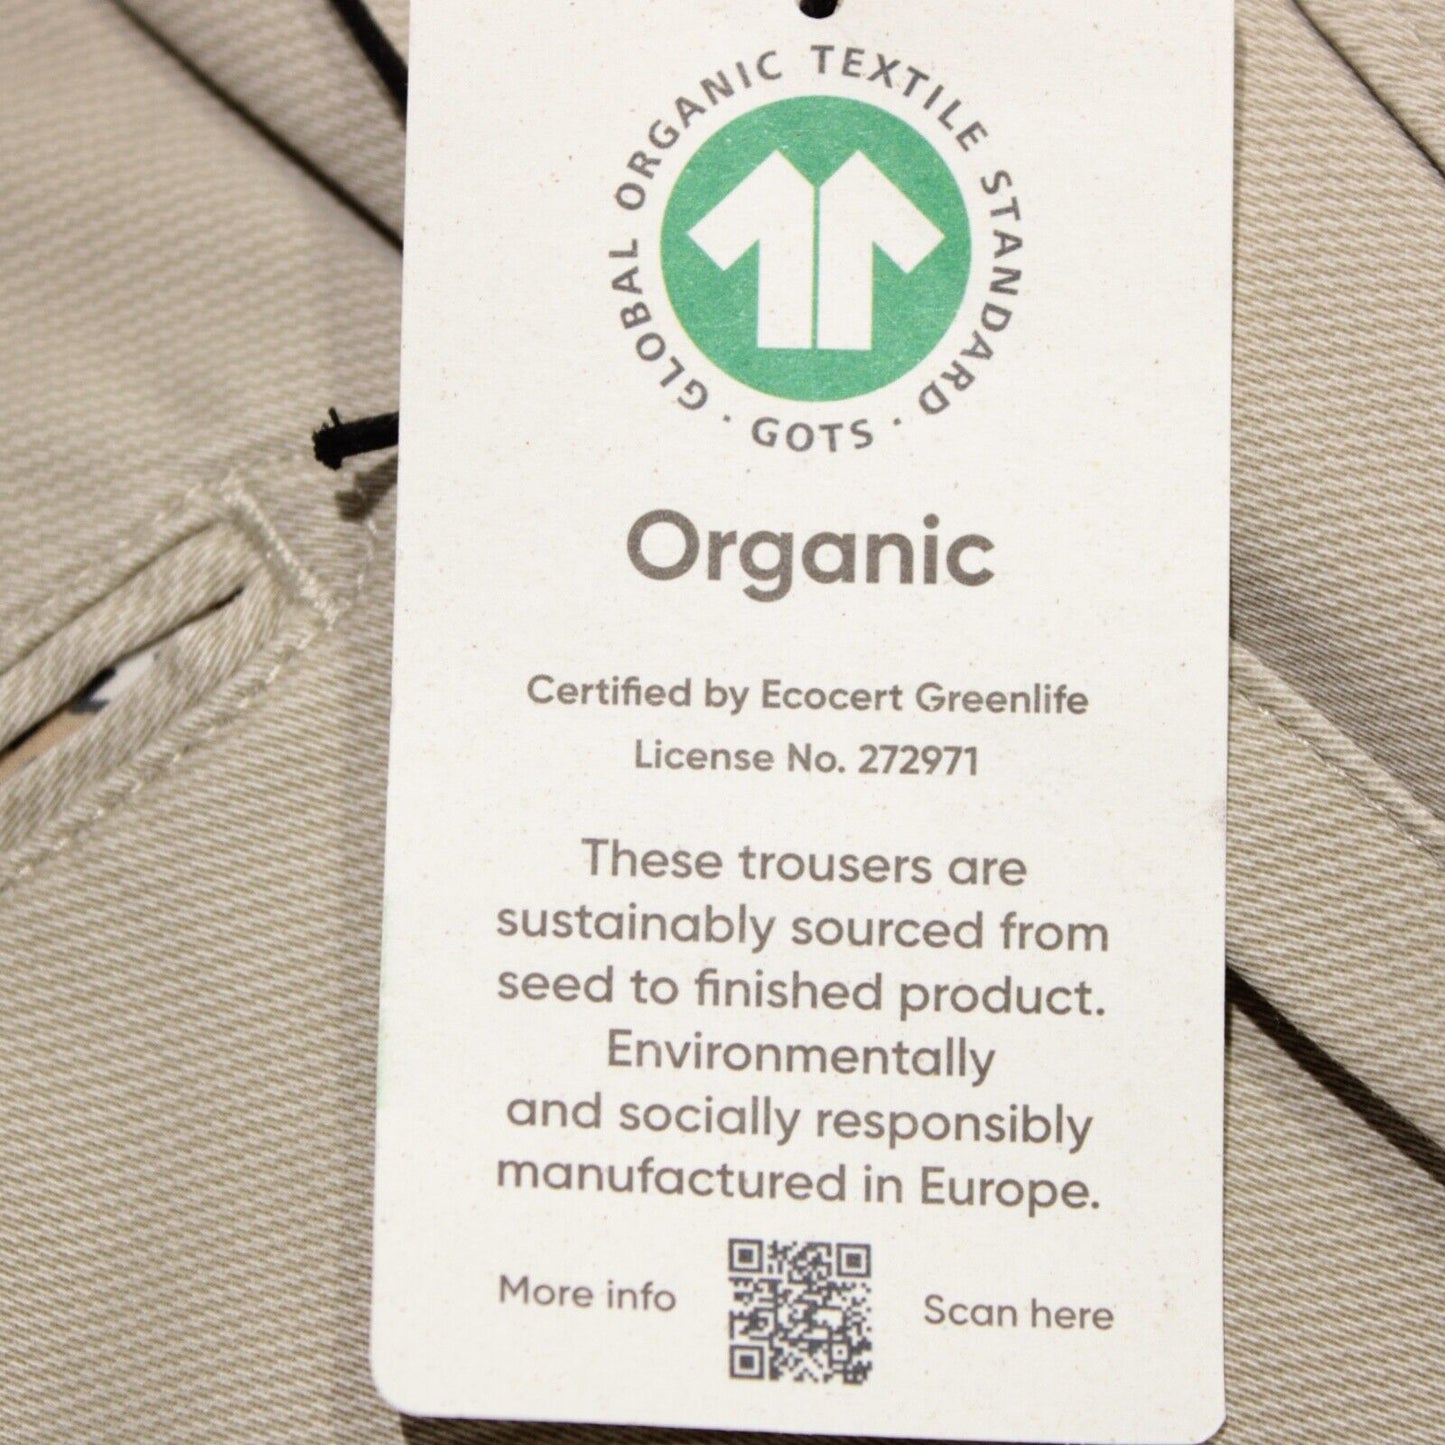 GLOBAL ORGANIC TEXTILE STANDARD · GOTS ·
Organic
Certified by Ecocert Greenlife
License No. 272971
These trousers are
sustainably sourced from
seed to finished product.
Environmentally
and socially responsibly
manufactured in Europe.
More info
Scan here